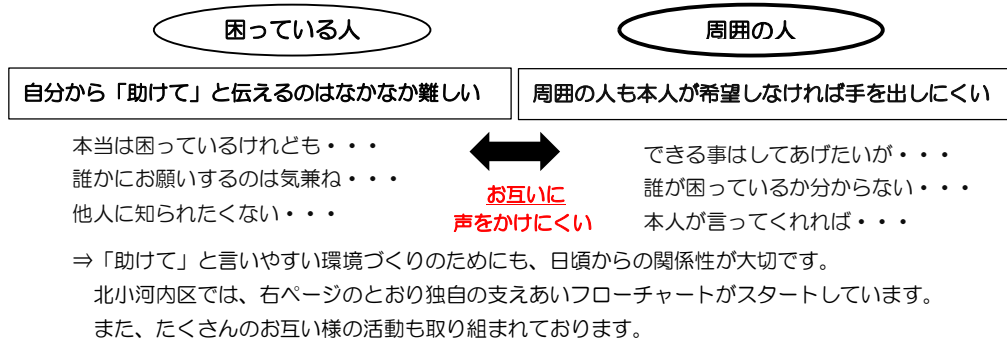 困っている人
周囲の人
自分から「助けて」と伝えるのはなかなか難しい
周囲の人も本人が希望しなければ手を出しにくい
本当は困っているけれども・・・
誰かにお願いするのは気兼ね・・・
他人に知られたくない・・・
お互いに
声をかけにくい
できる事はしてあげたいが・・・
誰が困っているか分からない・・・
本人が言ってくれれば・・・
⇒「助けて」と言いやすい環境づくりのためにも、日頃からの関係性が大切です。
北小河内区では、右ページのとおり独自の支えあいフローチャートがスタートしています。
また、たくさんのお互い様の活動も取り組まれております。